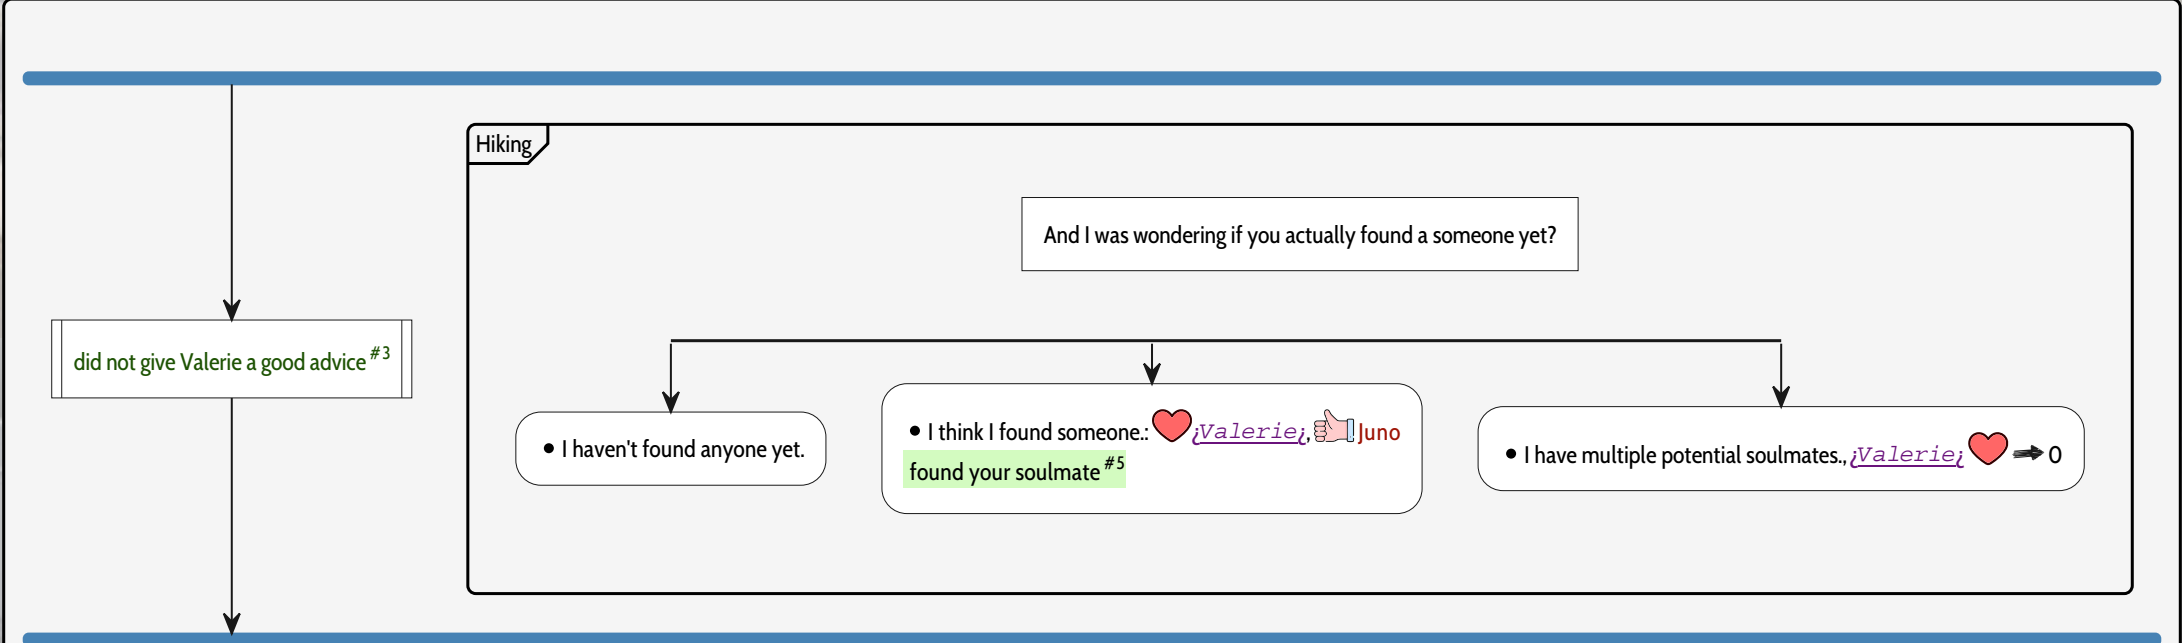 Hiking
And I was wondering if you actually found a someone yet?
did not give Valerie a good advice #3
• I haven't found anyone yet.
• I think I found someone.: ¿Valerie¿, Juno
found your soulmate #5
• I have multiple potential soulmates., ¿Valerie¿ 0